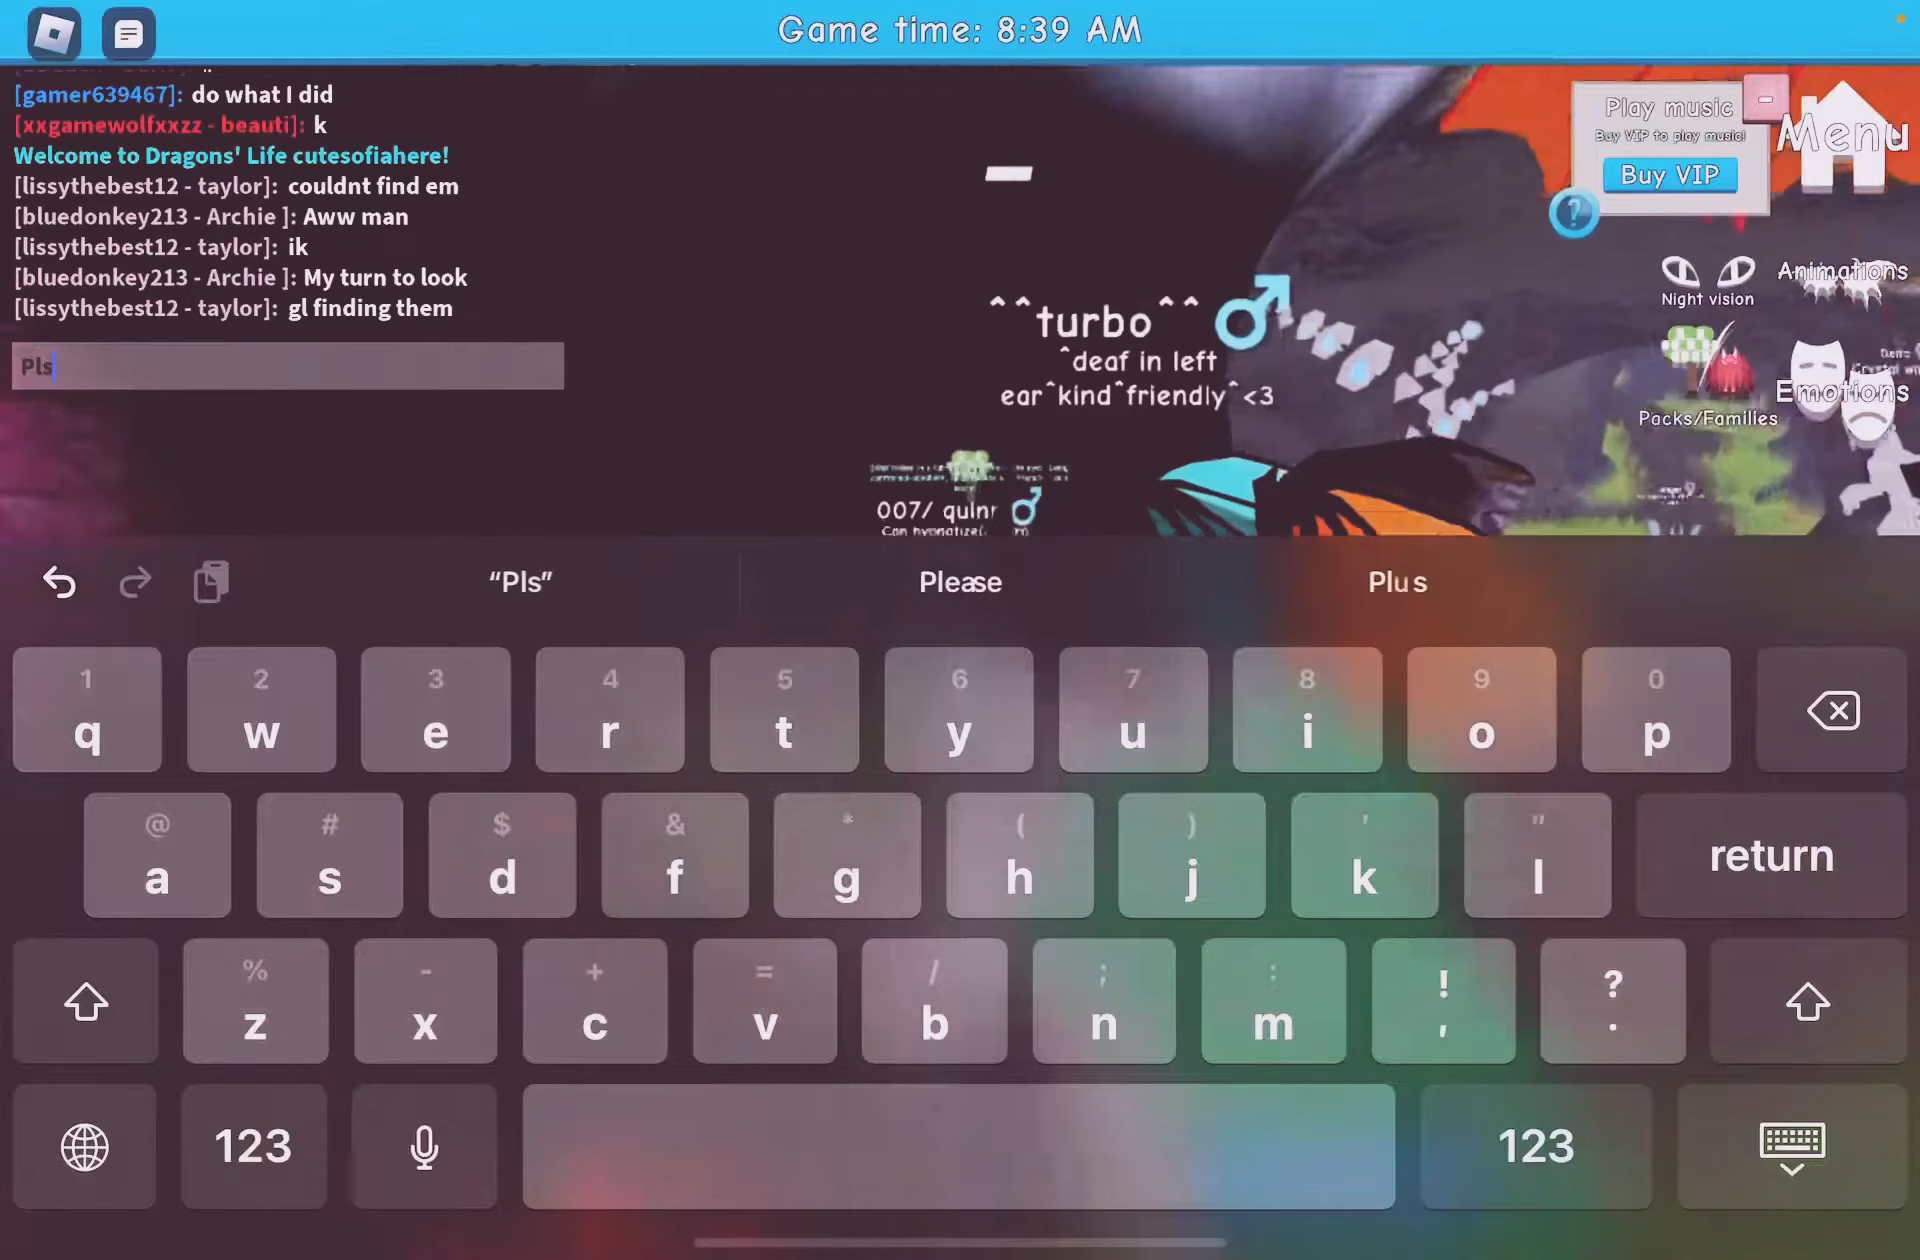 Game time: 8:39 AM
[gamer639467]: do what I did
[xxgamewolfxxzz - beauti]: k
Welcome to Dragons' Life cutesofiahere!
[lissythebest12 - taylor]: couldnt find em
[bluedonkey213 - Archie ]: Aww man
[lissythebest12 - taylor]: ik
[bluedonkey213 - Archie ]: My turn to look
[lissythebest12 - taylor]: gl finding them
Pls
Play music
-
Buy VIP to play music!
Buy VIP
?
Menu
Night vision
Animations
Packs/Families
Emotions
^^turbo^^
^deaf in left
ear^kind^friendly^<3
007/ quinr
Can hypnotize(
“Pls” Please Plus
1 2 3 4 5 6 7 8 9 0
q w e r t y u i o p
@ # $ & * ( ) ' "
a s d f g h j k l return
% - + = / ; : ! ?
z x c v b n m , .
123 123